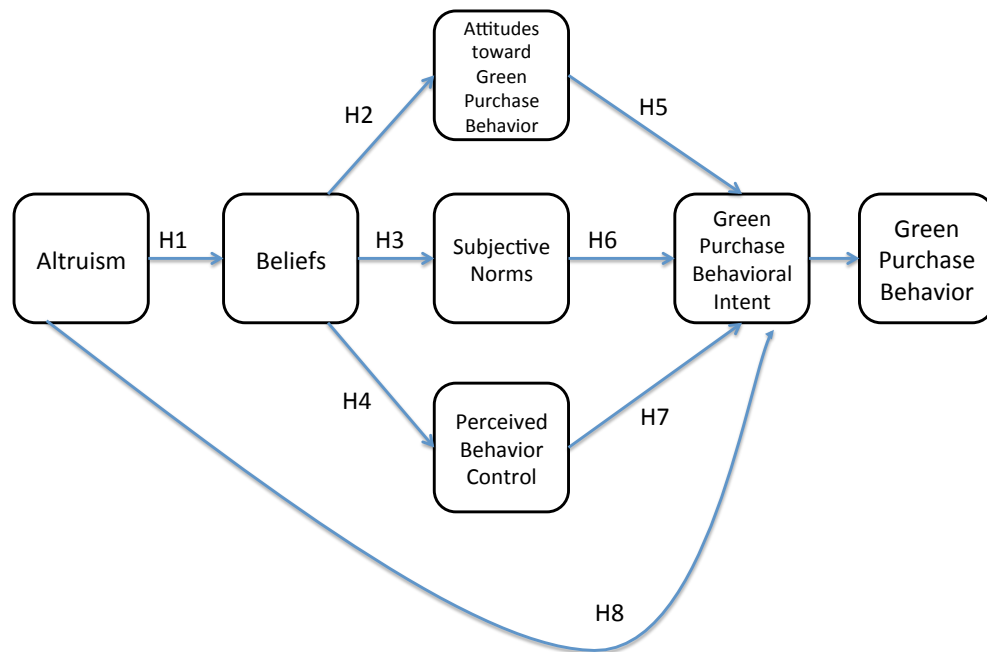 Attitudes
toward
Green
Purchase
Behavior
H2
H5
Altruism
H1
Beliefs
H3
Subjective
Norms
H6
Green
Purchase
Behavioral
Intent
Green
Purchase
Behavior
H4
Perceived
Behavior
Control
H7
H8